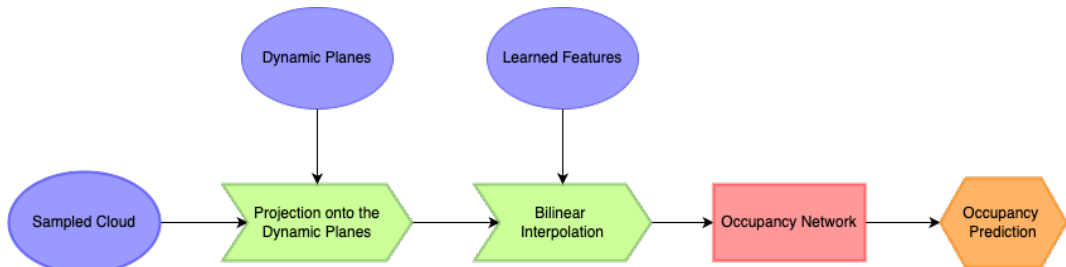 Dynamic Planes
Learned Features
Sampled Cloud
Projection onto the
Dynamic Planes
Bilinear
Interpolation
Occupancy Network
Occupancy
Prediction